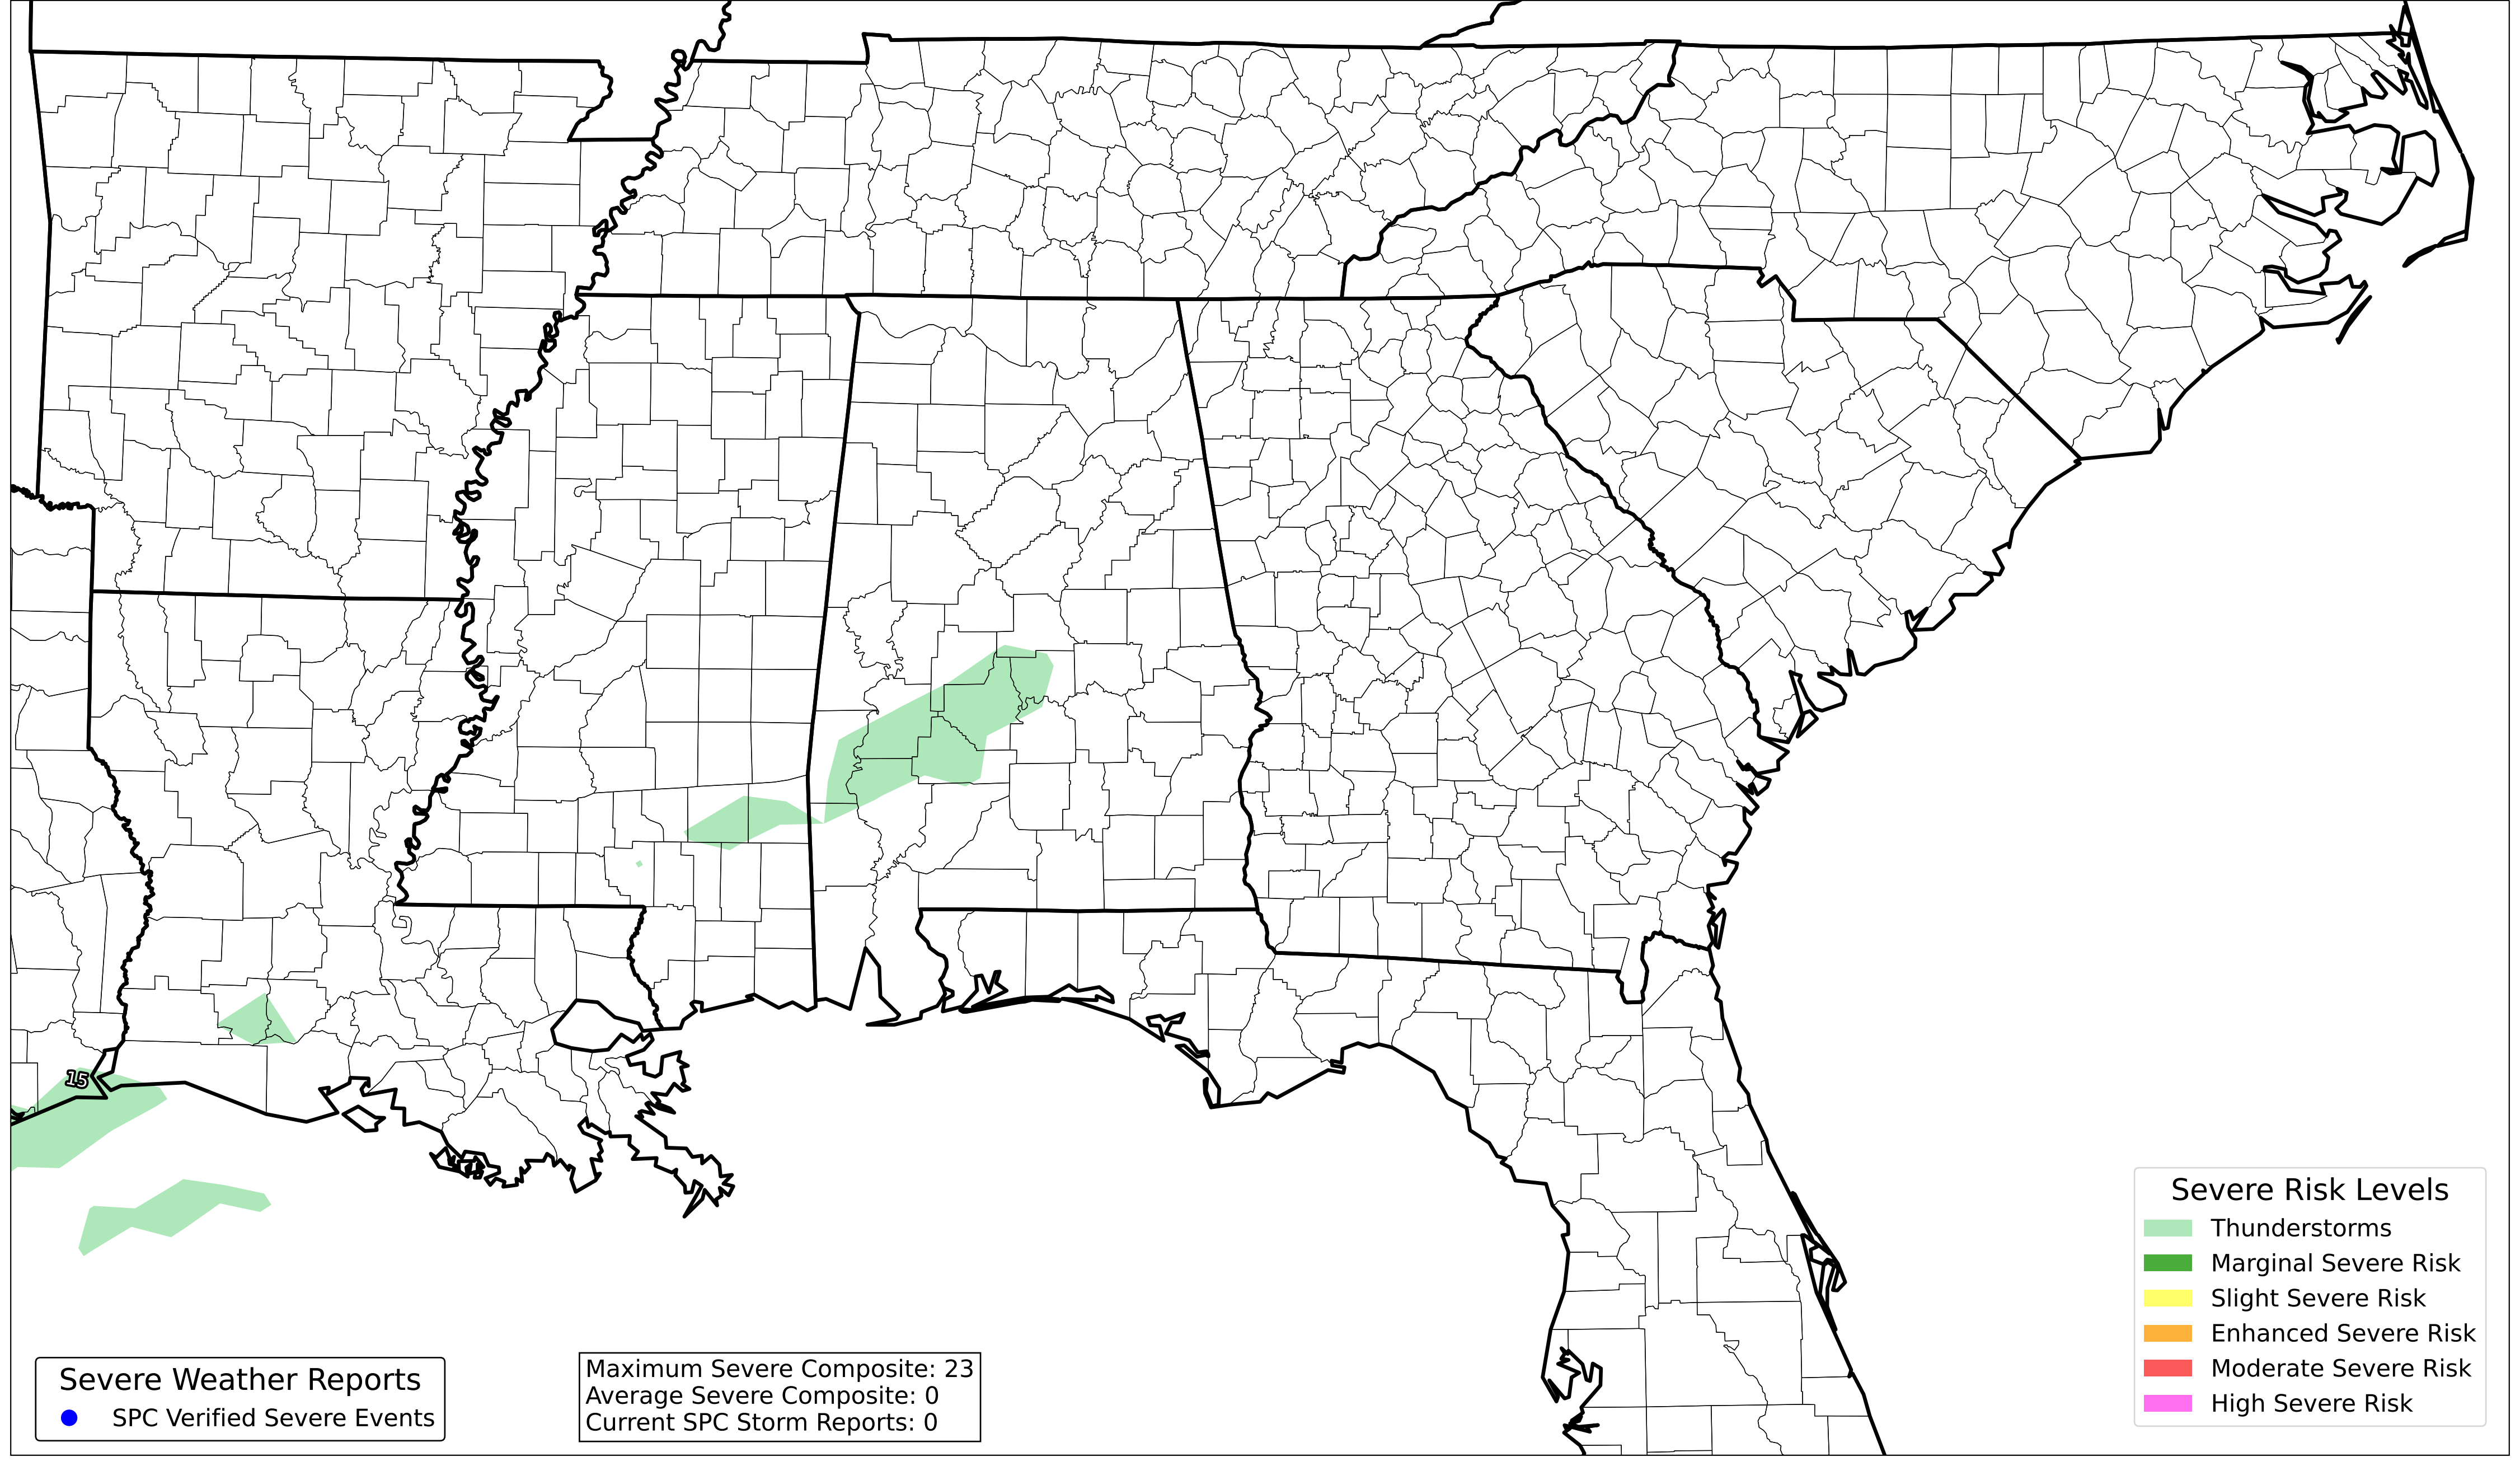 15
Severe Risk Levels
Thunderstorms
Marginal Severe Risk
Slight Severe Risk
Enhanced Severe Risk
Moderate Severe Risk
High Severe Risk
Severe Weather Reports
SPC Verified Severe Events
Maximum Severe Composite: 23
Average Severe Composite: 0
Current SPC Storm Reports: 0